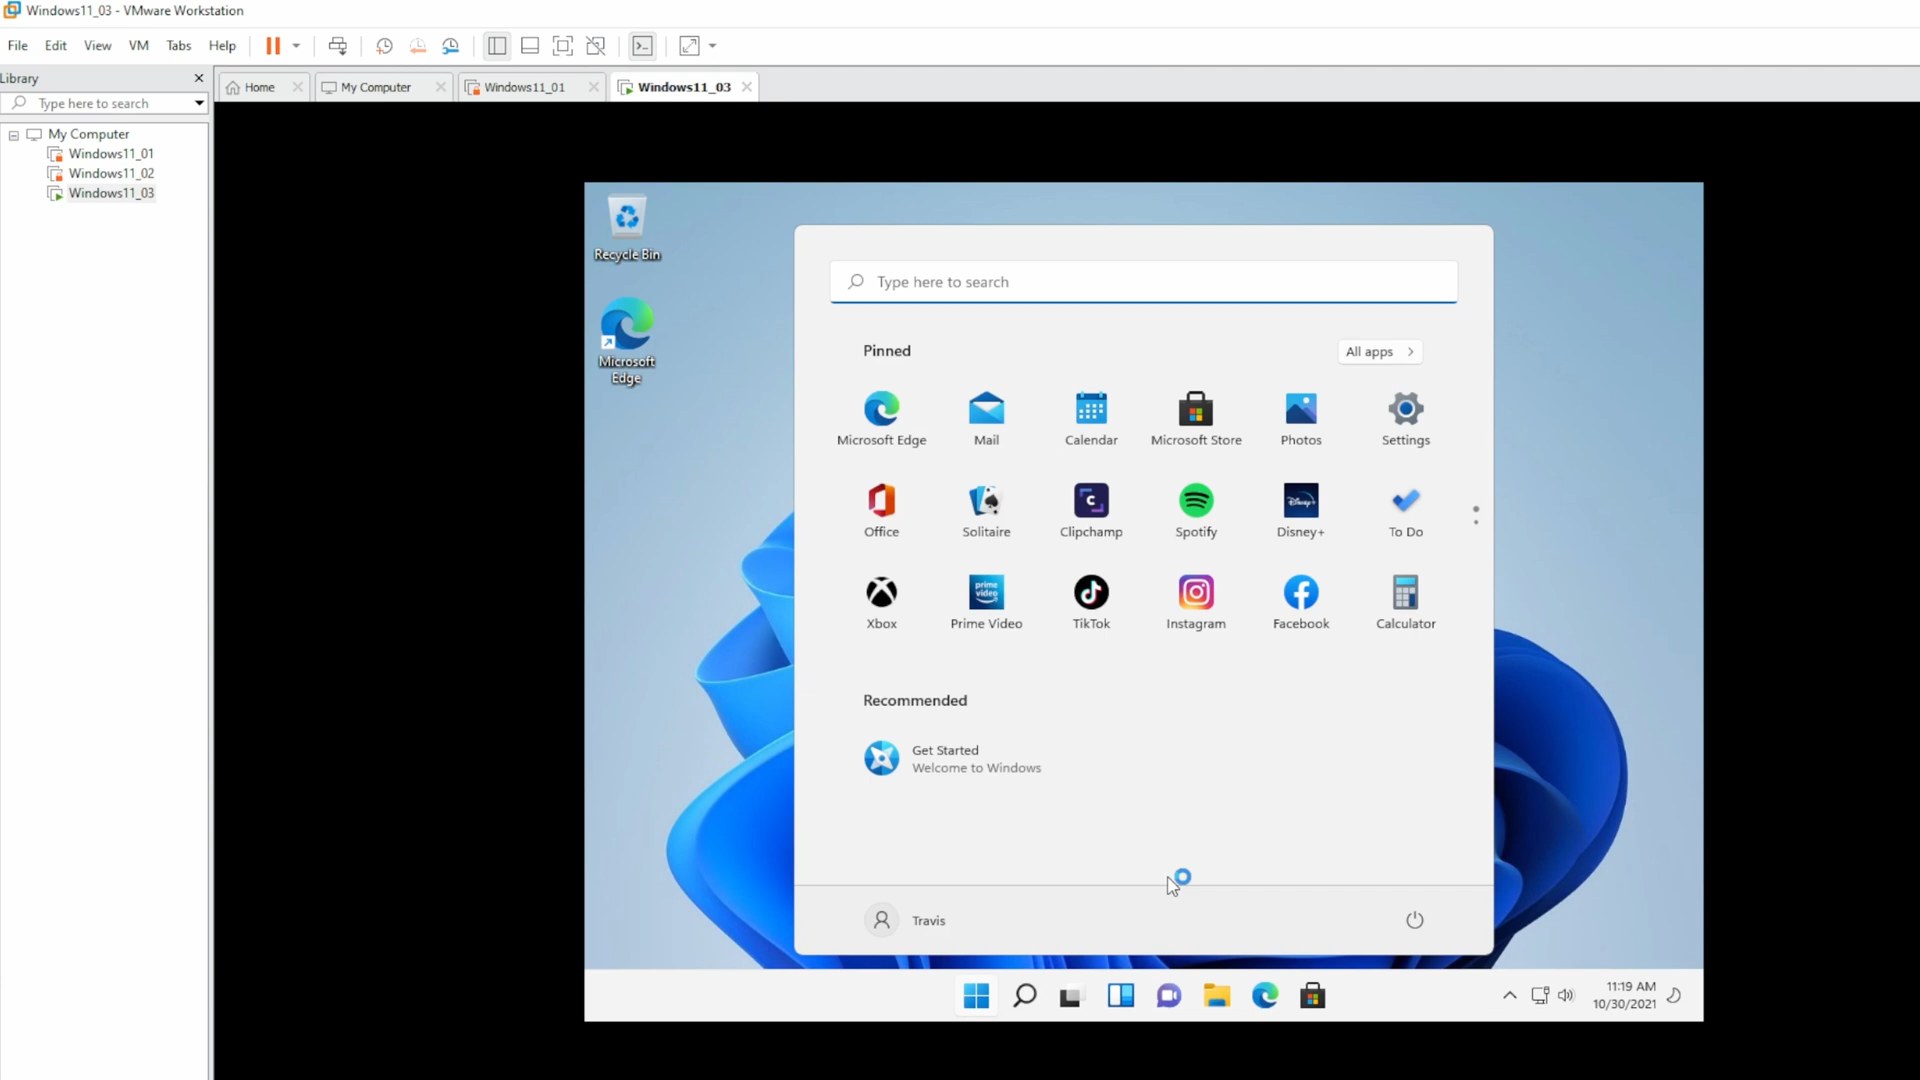 Windows11_03 - VMware Workstation
File Edit View VM Tabs Help
Library
Type here to search
My Computer
Windows11_01
Windows11_02
Windows11_03
Home
My Computer
Windows11_01
Windows11_03
Recycle Bin
Microsoft
Edge
Type here to search
Pinned
All apps
Microsoft Edge
Mail
Calendar
Microsoft Store
Photos
Settings
Office
Solitaire
Clipchamp
C
Spotify
Disney+
Disney+
To Do
Xbox
prime
video
Prime Video
TikTok
Instagram
Facebook
Calculator
Recommended
Get Started
Welcome to Windows
Travis
11:19 AM
10/30/2021